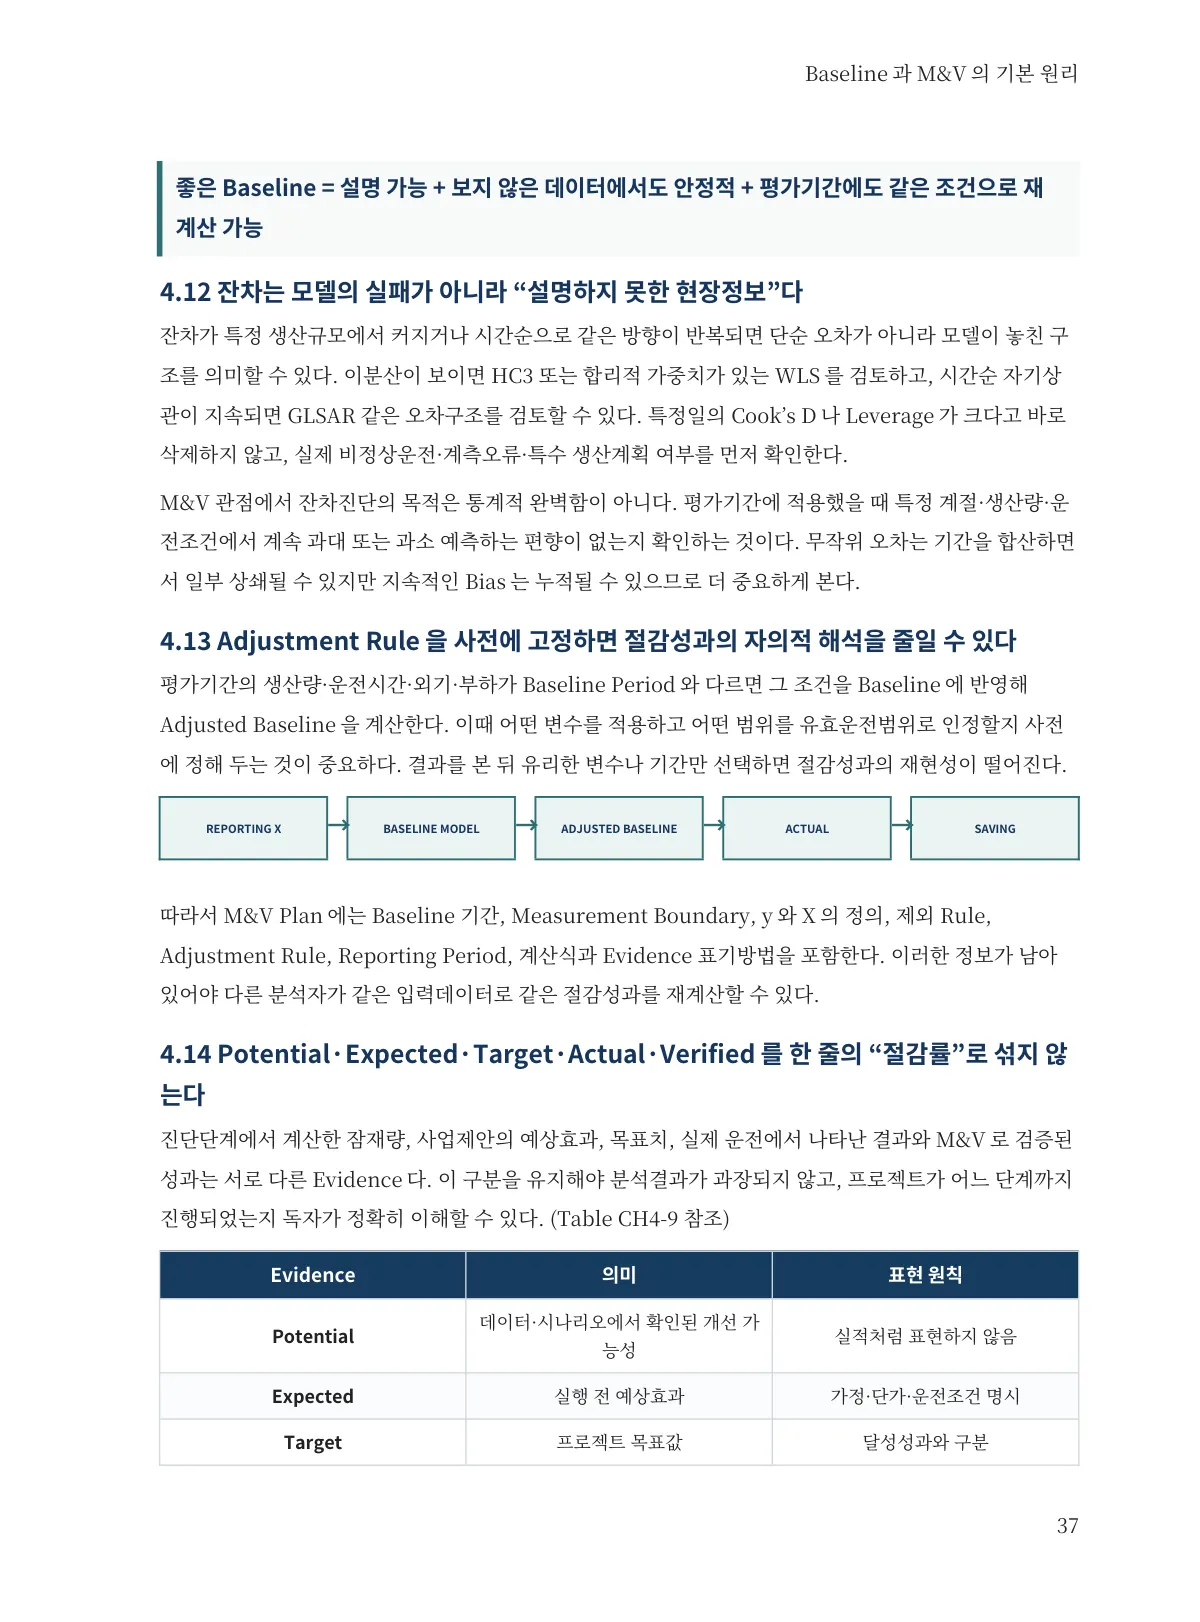 Baseline 과 M&V 의 기본 원리
좋은 Baseline = 설명 가능 + 보지 않은 데이터에서도 안정적 + 평가기간에도 같은 조건으로 재
계산 가능
4.12 잔차는 모델의 실패가 아니라 “설명하지 못한 현장정보”다
잔차가 특정 생산규모에서 커지거나 시간순으로 같은 방향이 반복되면 단순 오차가 아니라 모델이 놓친 구
조를 의미할 수 있다. 이분산이 보이면 HC3 또는 합리적 가중치가 있는 WLS 를 검토하고, 시간순 자기상
관이 지속되면 GLSAR 같은 오차구조를 검토할 수 있다. 특정일의 Cook’s D 나 Leverage 가 크다고 바로
삭제하지 않고, 실제 비정상운전·계측오류·특수 생산계획 여부를 먼저 확인한다.
M&V 관점에서 잔차진단의 목적은 통계적 완벽함이 아니다. 평가기간에 적용했을 때 특정 계절·생산량·운
전조건에서 계속 과대 또는 과소 예측하는 편향이 없는지 확인하는 것이다. 무작위 오차는 기간을 합산하면
서 일부 상쇄될 수 있지만 지속적인 Bias 는 누적될 수 있으므로 더 중요하게 본다.
4.13 Adjustment Rule 을 사전에 고정하면 절감성과의 자의적 해석을 줄일 수 있다
평가기간의 생산량·운전시간·외기·부하가 Baseline Period 와 다르면 그 조건을 Baseline 에 반영해
Adjusted Baseline 을 계산한다. 이때 어떤 변수를 적용하고 어떤 범위를 유효운전범위로 인정할지 사전
에 정해 두는 것이 중요하다. 결과를 본 뒤 유리한 변수나 기간만 선택하면 절감성과의 재현성이 떨어진다.
REPORTING X → BASELINE MODEL → ADJUSTED BASELINE → ACTUAL → SAVING
따라서 M&V Plan 에는 Baseline 기간, Measurement Boundary, y 와 X 의 정의, 제외 Rule,
Adjustment Rule, Reporting Period, 계산식과 Evidence 표기방법을 포함한다. 이러한 정보가 남아
있어야 다른 분석자가 같은 입력데이터로 같은 절감성과를 재계산할 수 있다.
4.14 Potential·Expected·Target·Actual·Verified 를 한 줄의 “절감률”로 섞지 않
는다
진단단계에서 계산한 잠재량, 사업제안의 예상효과, 목표치, 실제 운전에서 나타난 결과와 M&V 로 검증된
성과는 서로 다른 Evidence 다. 이 구분을 유지해야 분석결과가 과장되지 않고, 프로젝트가 어느 단계까지
진행되었는지 독자가 정확히 이해할 수 있다. (Table CH4-9 참조)
Evidence 의미 표현 원칙
Potential 데이터·시나리오에서 확인된 개선 가
능성 실적처럼 표현하지 않음
Expected 실행 전 예상효과 가정·단가·운전조건 명시
Target 프로젝트 목표값 달성성과와 구분
37